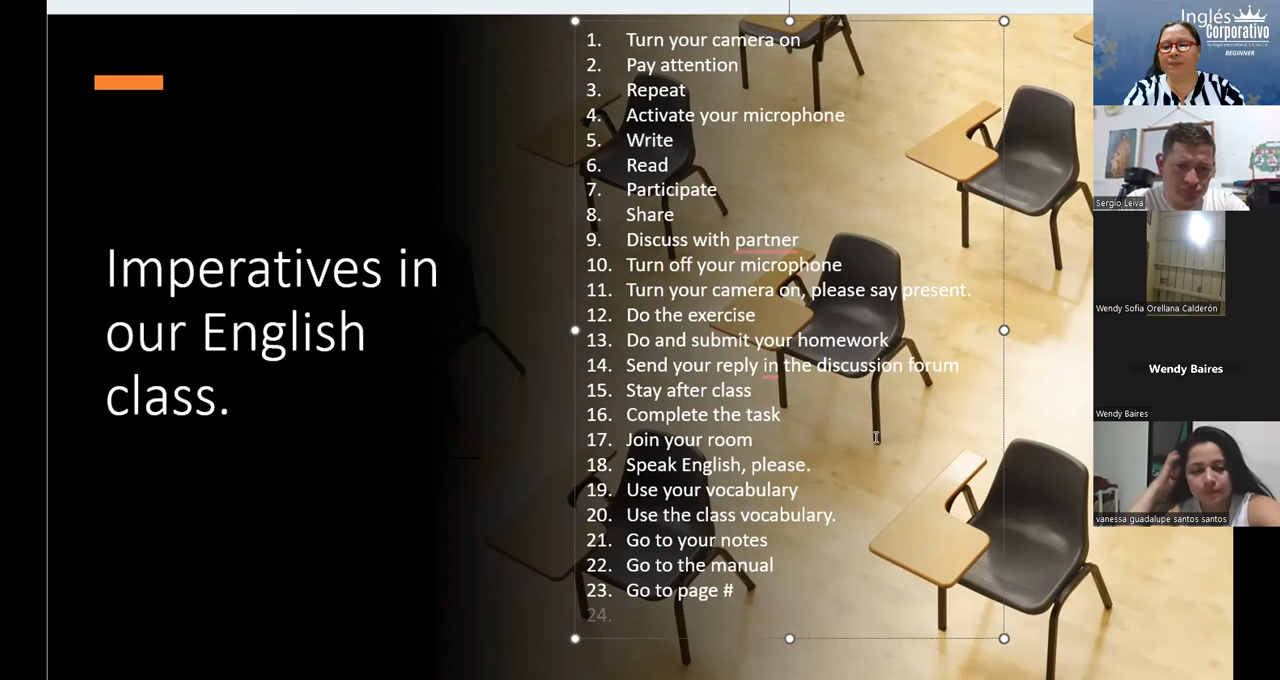 Imperatives in
our English
class.
1. Turn your camera on
2. Pay attention
3. Repeat
4. Activate your microphone
5. Write
6. Read
7. Participate
8. Share
9. Discuss with partner
10. Turn off your microphone
11. Turn your camera on, please say present.
12. Do the exercise
13. Do and submit your homework
14. Send your reply in the discussion forum
15. Stay after class
16. Complete the task
17. Join your room
18. Speak English, please.
19. Use your vocabulary
20. Use the class vocabulary.
21. Go to your notes
22. Go to the manual
23. Go to page #
24.
Inglés
Corporativo
BEGINNER
Sergio Leiva
Wendy Sofia Orellana Calderón
Wendy Baires
Wendy Baires
vanessa guadalupe santos santos